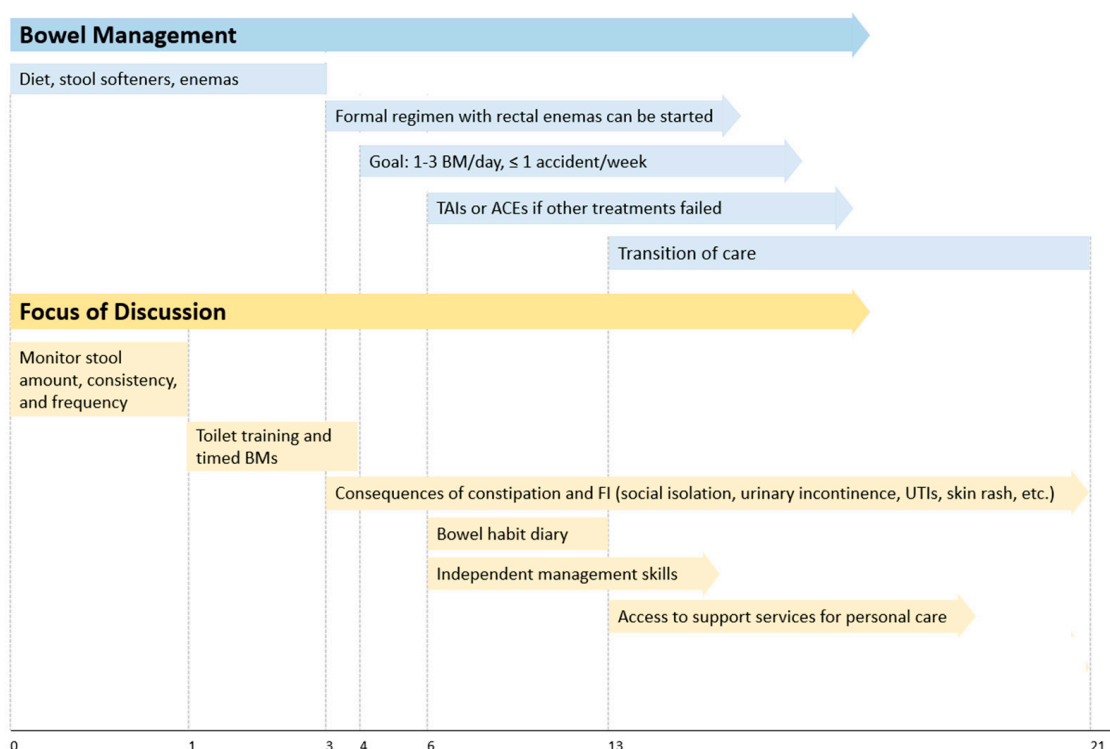 Bowel Management
Diet, stool softeners, enemas
Formal regimen with rectal enemas can be started
Goal: 1-3 BM/day, ≤ 1 accident/week
TAIs or ACEs if other treatments failed
Transition of care
Focus of Discussion
Monitor stool
amount, consistency,
and frequency
Toilet training and
timed BMs
Consequences of constipation and FI (social isolation, urinary incontinence, UTIs, skin rash, etc.)
Bowel habit diary
Independent management skills
Access to support services for personal care
0 1 3 4 6 13 21